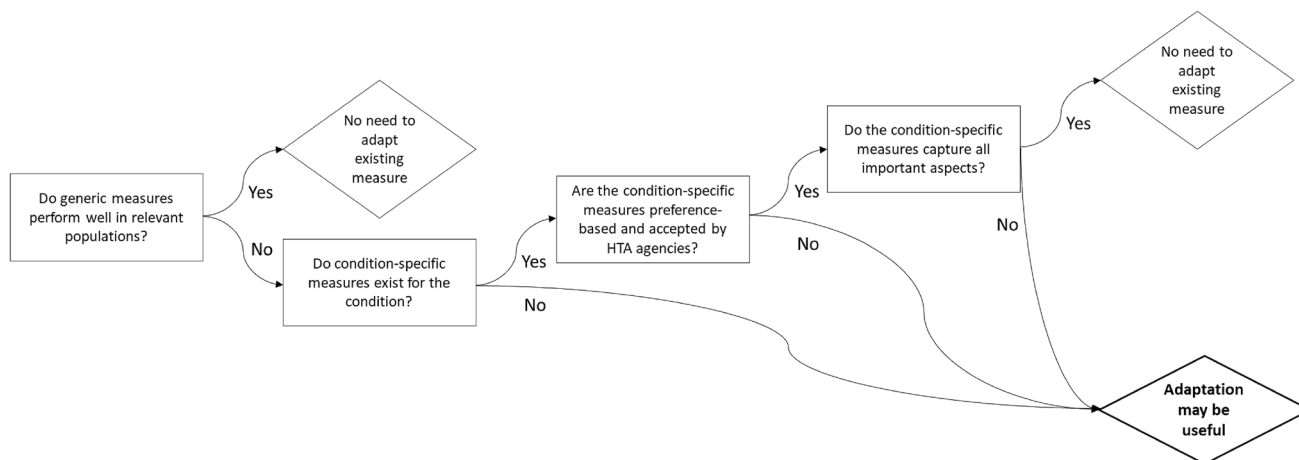 Do generic measures
perform well in relevant
populations?
Yes
No
No need to
adapt
existing
measure
Do condition-specific
measures exist for the
condition?
Yes
No
Are the condition-specific
measures preference-
based and accepted by
HTA agencies?
Yes
No
Do the condition-specific
measures capture all
important aspects?
Yes
No
No need to
adapt
existing
measure
Adaptation
may be
useful